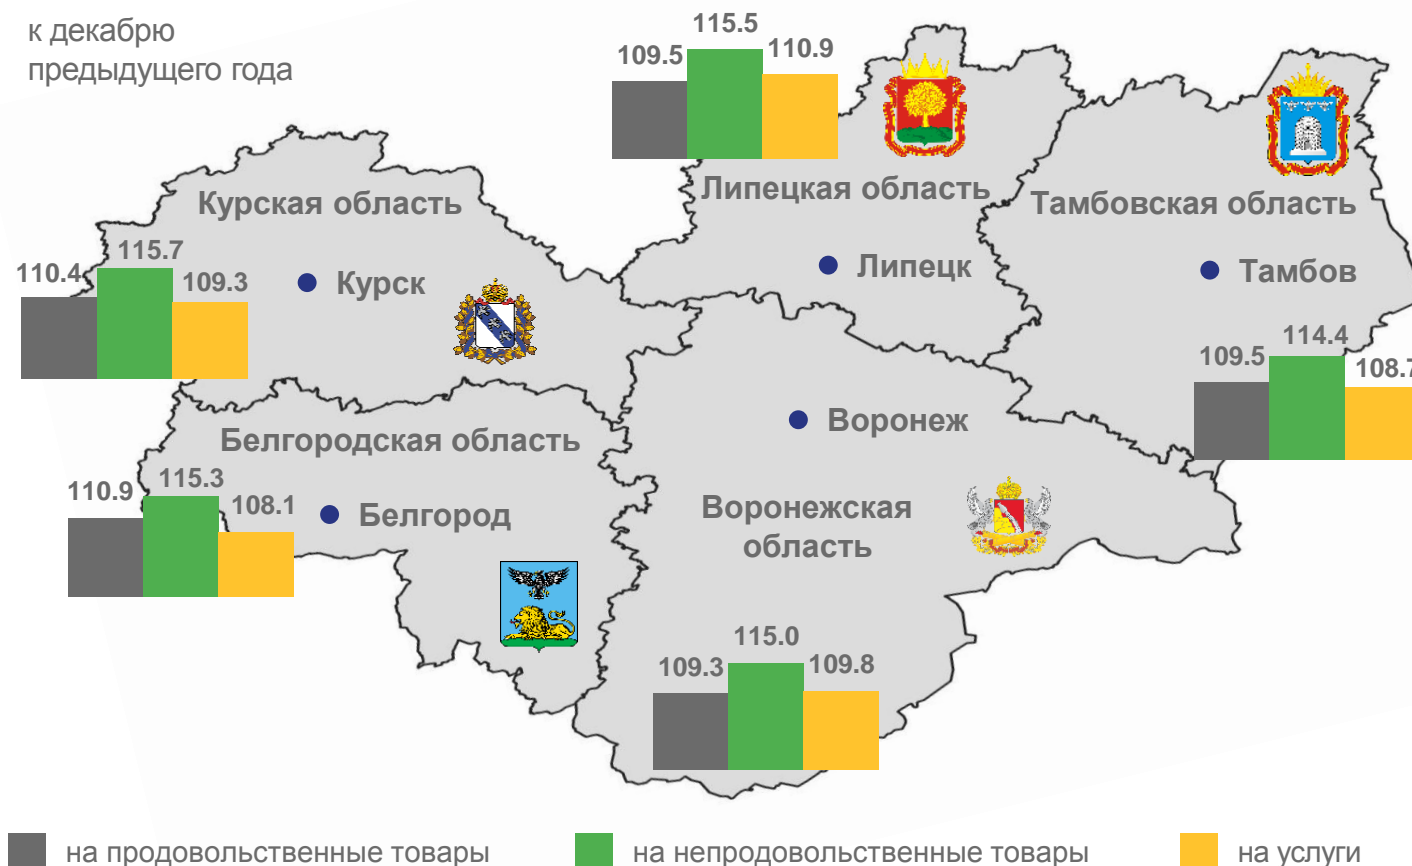 к декабрю
предыдущего года
109.5 115.5 110.9
Липецкая область
Липецк
Тамбовская область
Тамбов
109.5 114.4 108.7
Курская область
110.4 115.7 109.3
Курск
Белгородская область
110.9 115.3 108.1
Белгород
Воронеж
Воронежская
область
109.3 115.0 109.8
на продовольственные товары
на непродовольственные товары
на услуги